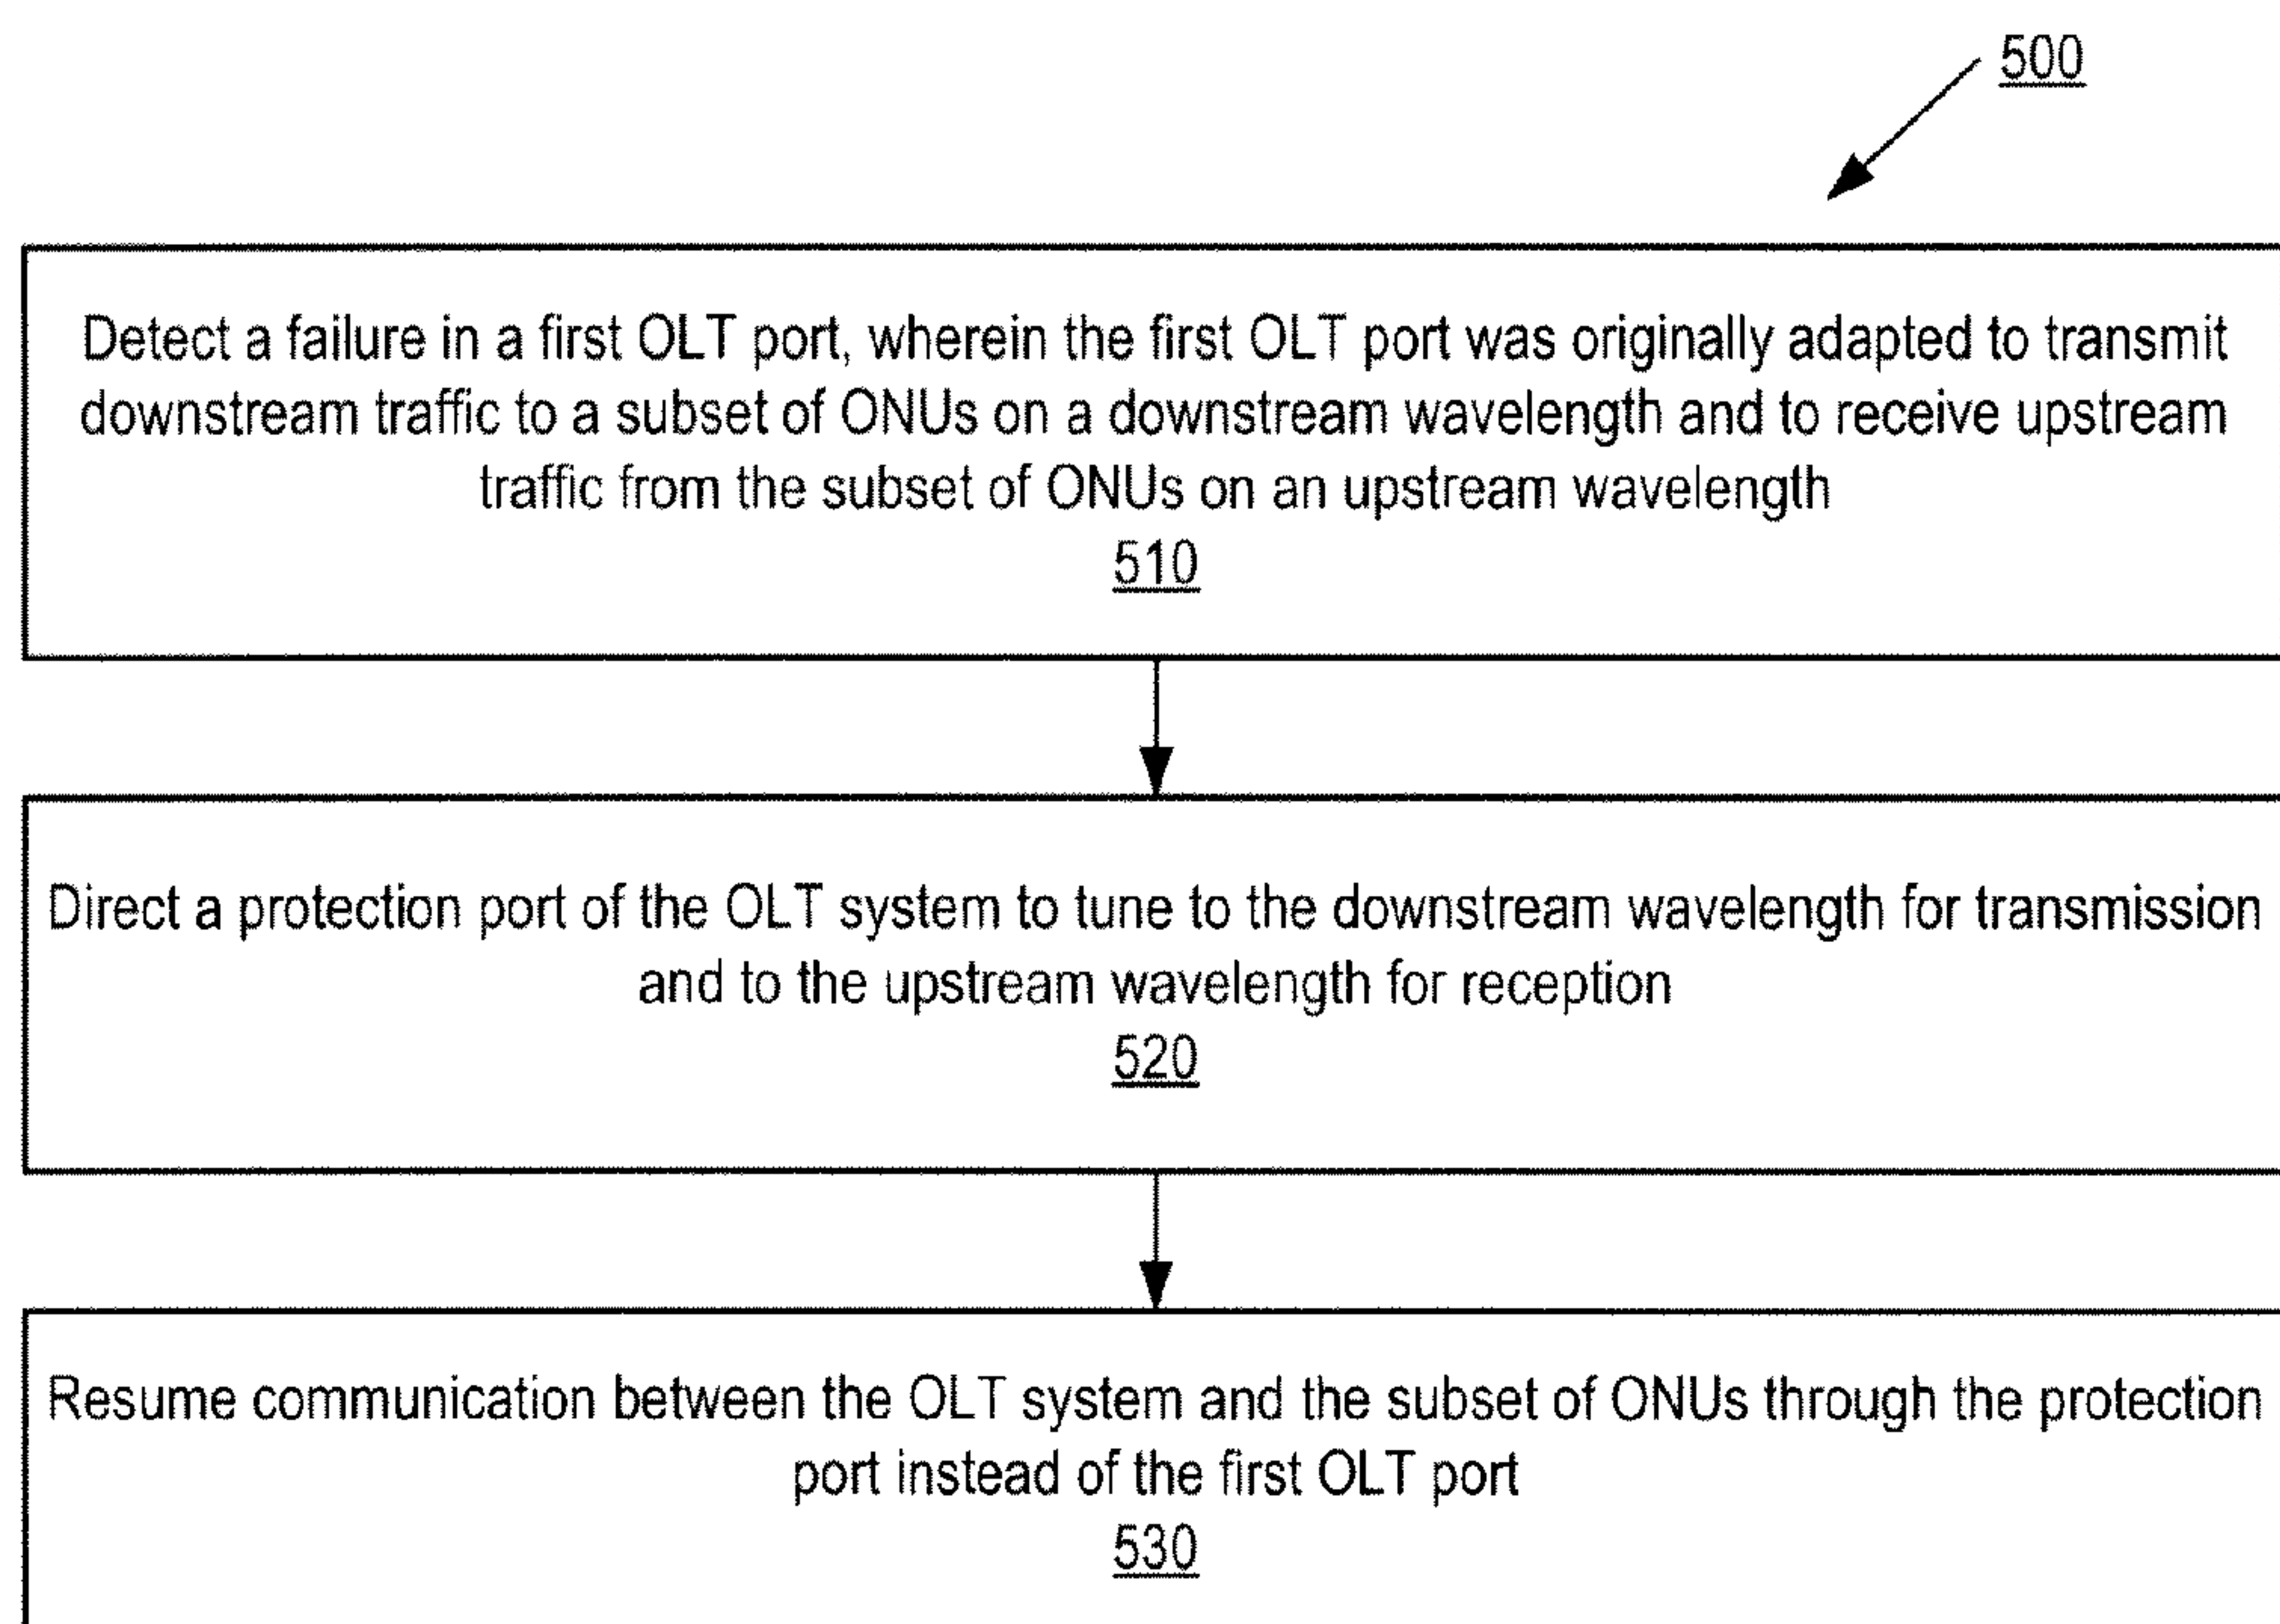 500
Detect a failure in a first OLT port, wherein the first OLT port was originally adapted to transmit
downstream traffic to a subset of ONUs on a downstream wavelength and to receive upstream
traffic from the subset of ONUs on an upstream wavelength
510
Direct a protection port of the OLT system to tune to the downstream wavelength for transmission
and to the upstream wavelength for reception
520
Resume communication between the OLT system and the subset of ONUs through the protection
port instead of the first OLT port
530